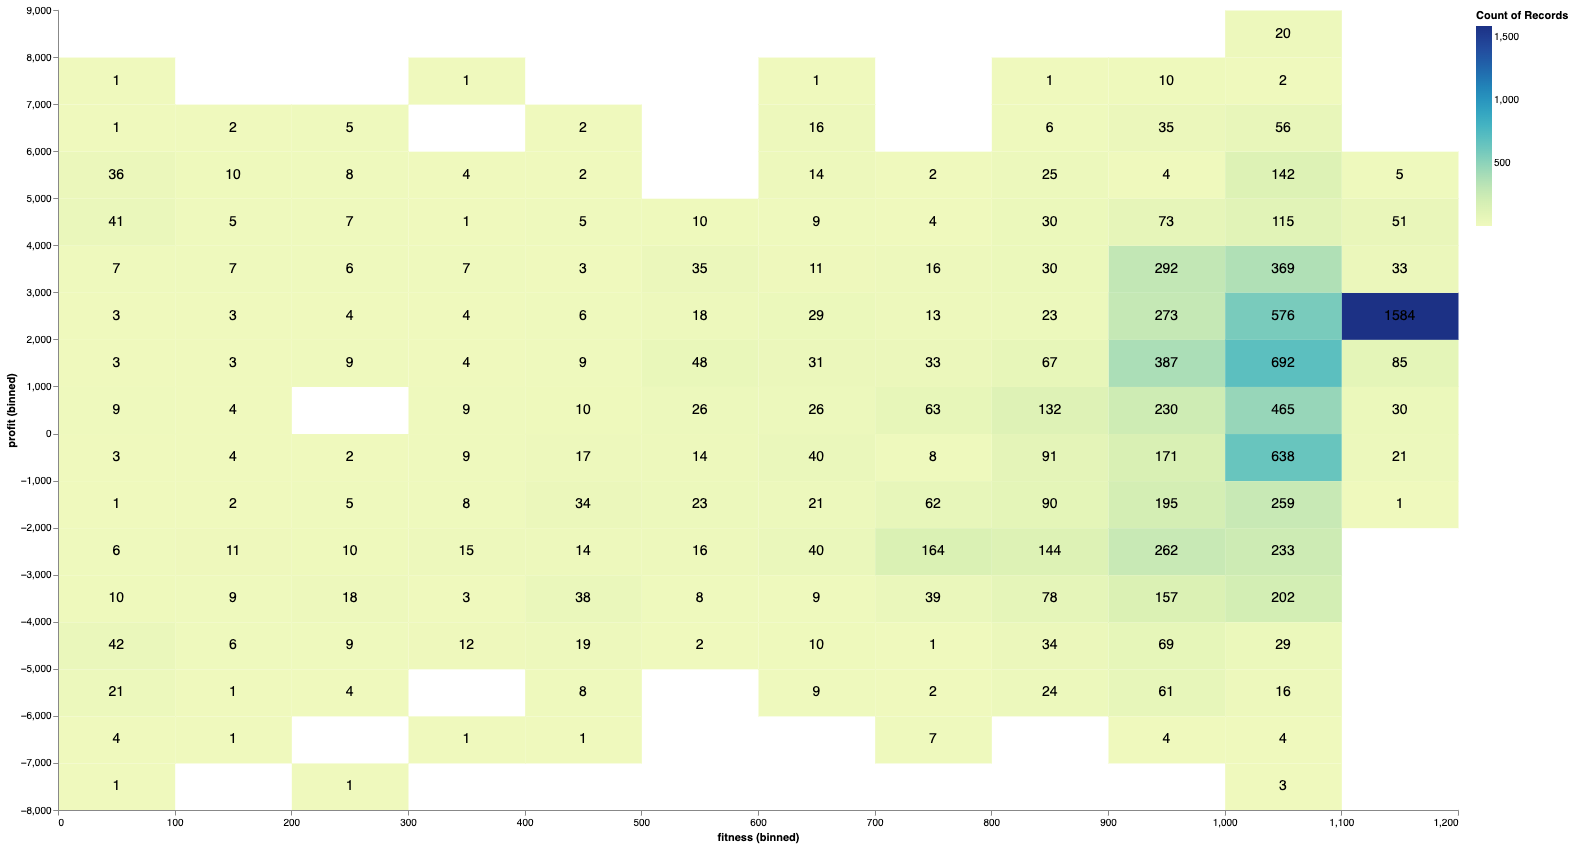 9,000
20
Count of Records
8,000
1,500
1 1 1 1 10 2
7,000
1,000
1 2 5 2 16 6 35 56
6,000
500
36 10 8 4 2 14 2 25 4 142 5
5,000
41 5 7 1 5 10 9 4 30 73 115 51
4,000
7 7 6 7 3 35 11 16 30 292 369 33
3,000
3 3 4 4 6 18 29 13 23 273 576 1584
2,000
3 3 9 4 9 48 31 33 67 387 692 85
1,000
profit (binned)
9 4 9 10 26 26 63 132 230 465 30
0
3 4 2 9 17 14 40 8 91 171 638 21
−1,000
1 2 5 8 34 23 21 62 90 195 259 1
−2,000
6 11 10 15 14 16 40 164 144 262 233
−3,000
10 9 18 3 38 8 9 39 78 157 202
−4,000
42 6 9 12 19 2 10 1 34 69 29
−5,000
21 1 4 8 9 2 24 61 16
−6,000
4 1 1 1 7 4 4
−7,000
1 1 3
−8,000
0 100 200 300 400 500 600 700 800 900 1,000 1,100 1,200
fitness (binned)